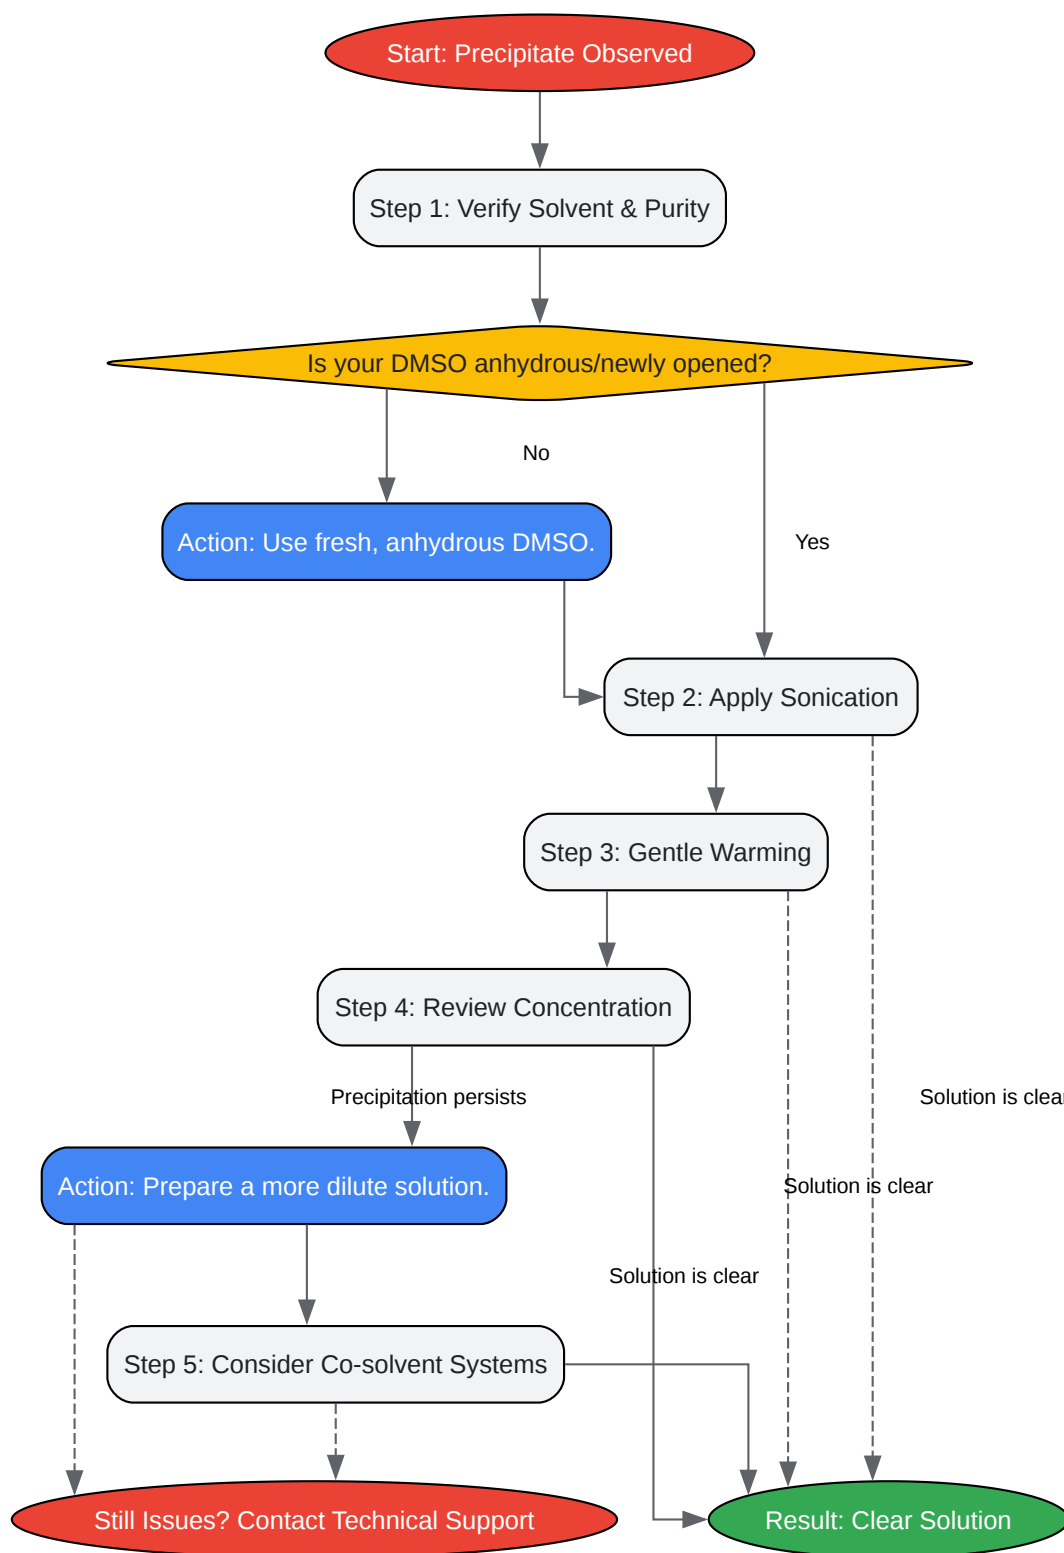 Start: Precipitate Observed
Step 1: Verify Solvent & Purity
Is your DMSO anhydrous/newly opened?
No
Action: Use fresh, anhydrous DMSO.
Yes
Step 2: Apply Sonication
Step 3: Gentle Warming
Step 4: Review Concentration
Precipitation persists
Solution is clear
Action: Prepare a more dilute solution.
Solution is clear
Solution is clear
Step 5: Consider Co-solvent Systems
Still Issues? Contact Technical Support
Result: Clear Solution